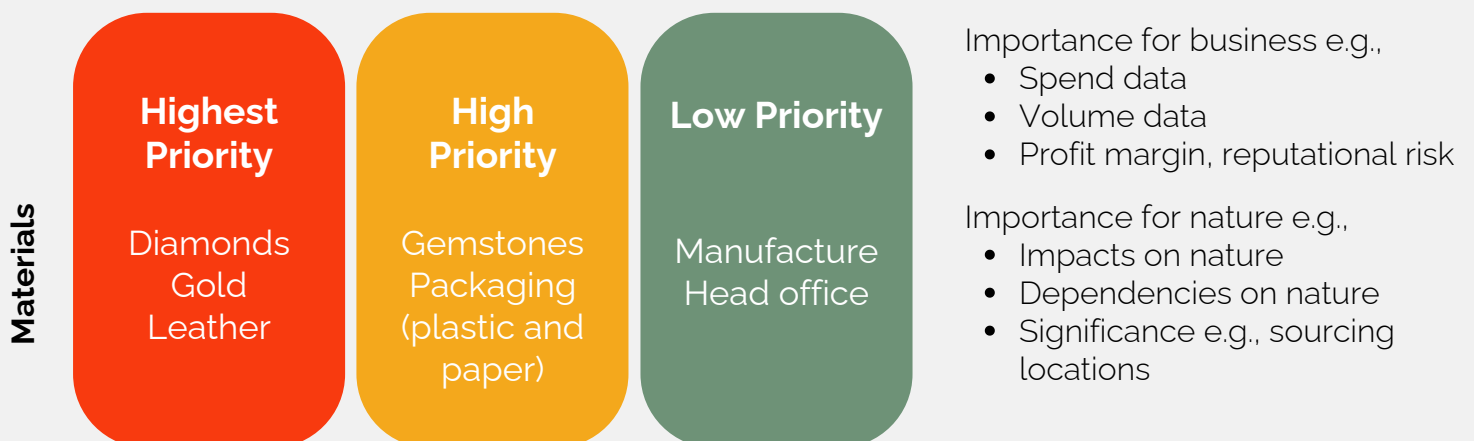 Materials
Highest
Priority
Diamonds
Gold
Leather
High
Priority
Gemstones
Packaging
(plastic and
paper)
Low Priority
Manufacture
Head office
Importance for business e.g.,
• Spend data
• Volume data
• Profit margin, reputational risk
Importance for nature e.g.,
• Impacts on nature
• Dependencies on nature
• Significance e.g., sourcing
locations